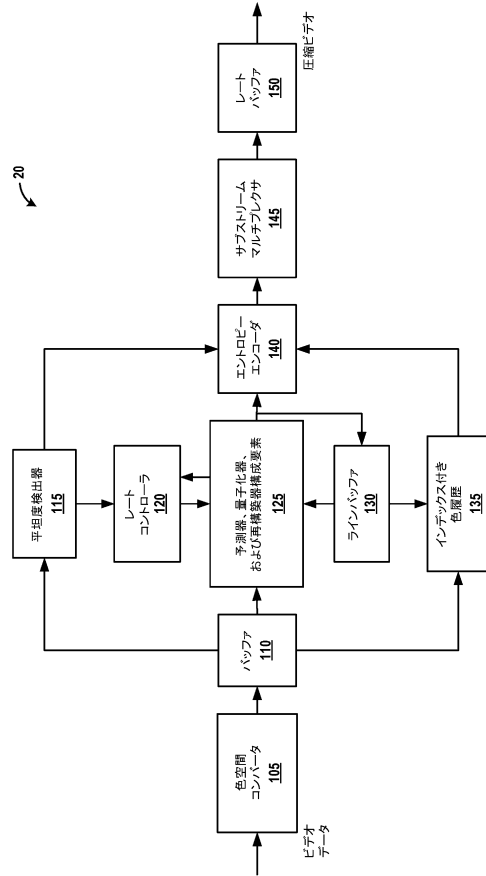 20
ビデオ
データ
色空間
コンバータ
105
バッファ
110
平坦度検出器
115
レート
コントローラ
120
予測器、量子化器、
および再構築器構成要素
125
ラインバッファ
130
インデックス付き
色履歴
135
エントロピー
エンコーダ
140
サブストリーム
マルチプレクサ
145
レート
バッファ
150
圧縮ビデオ